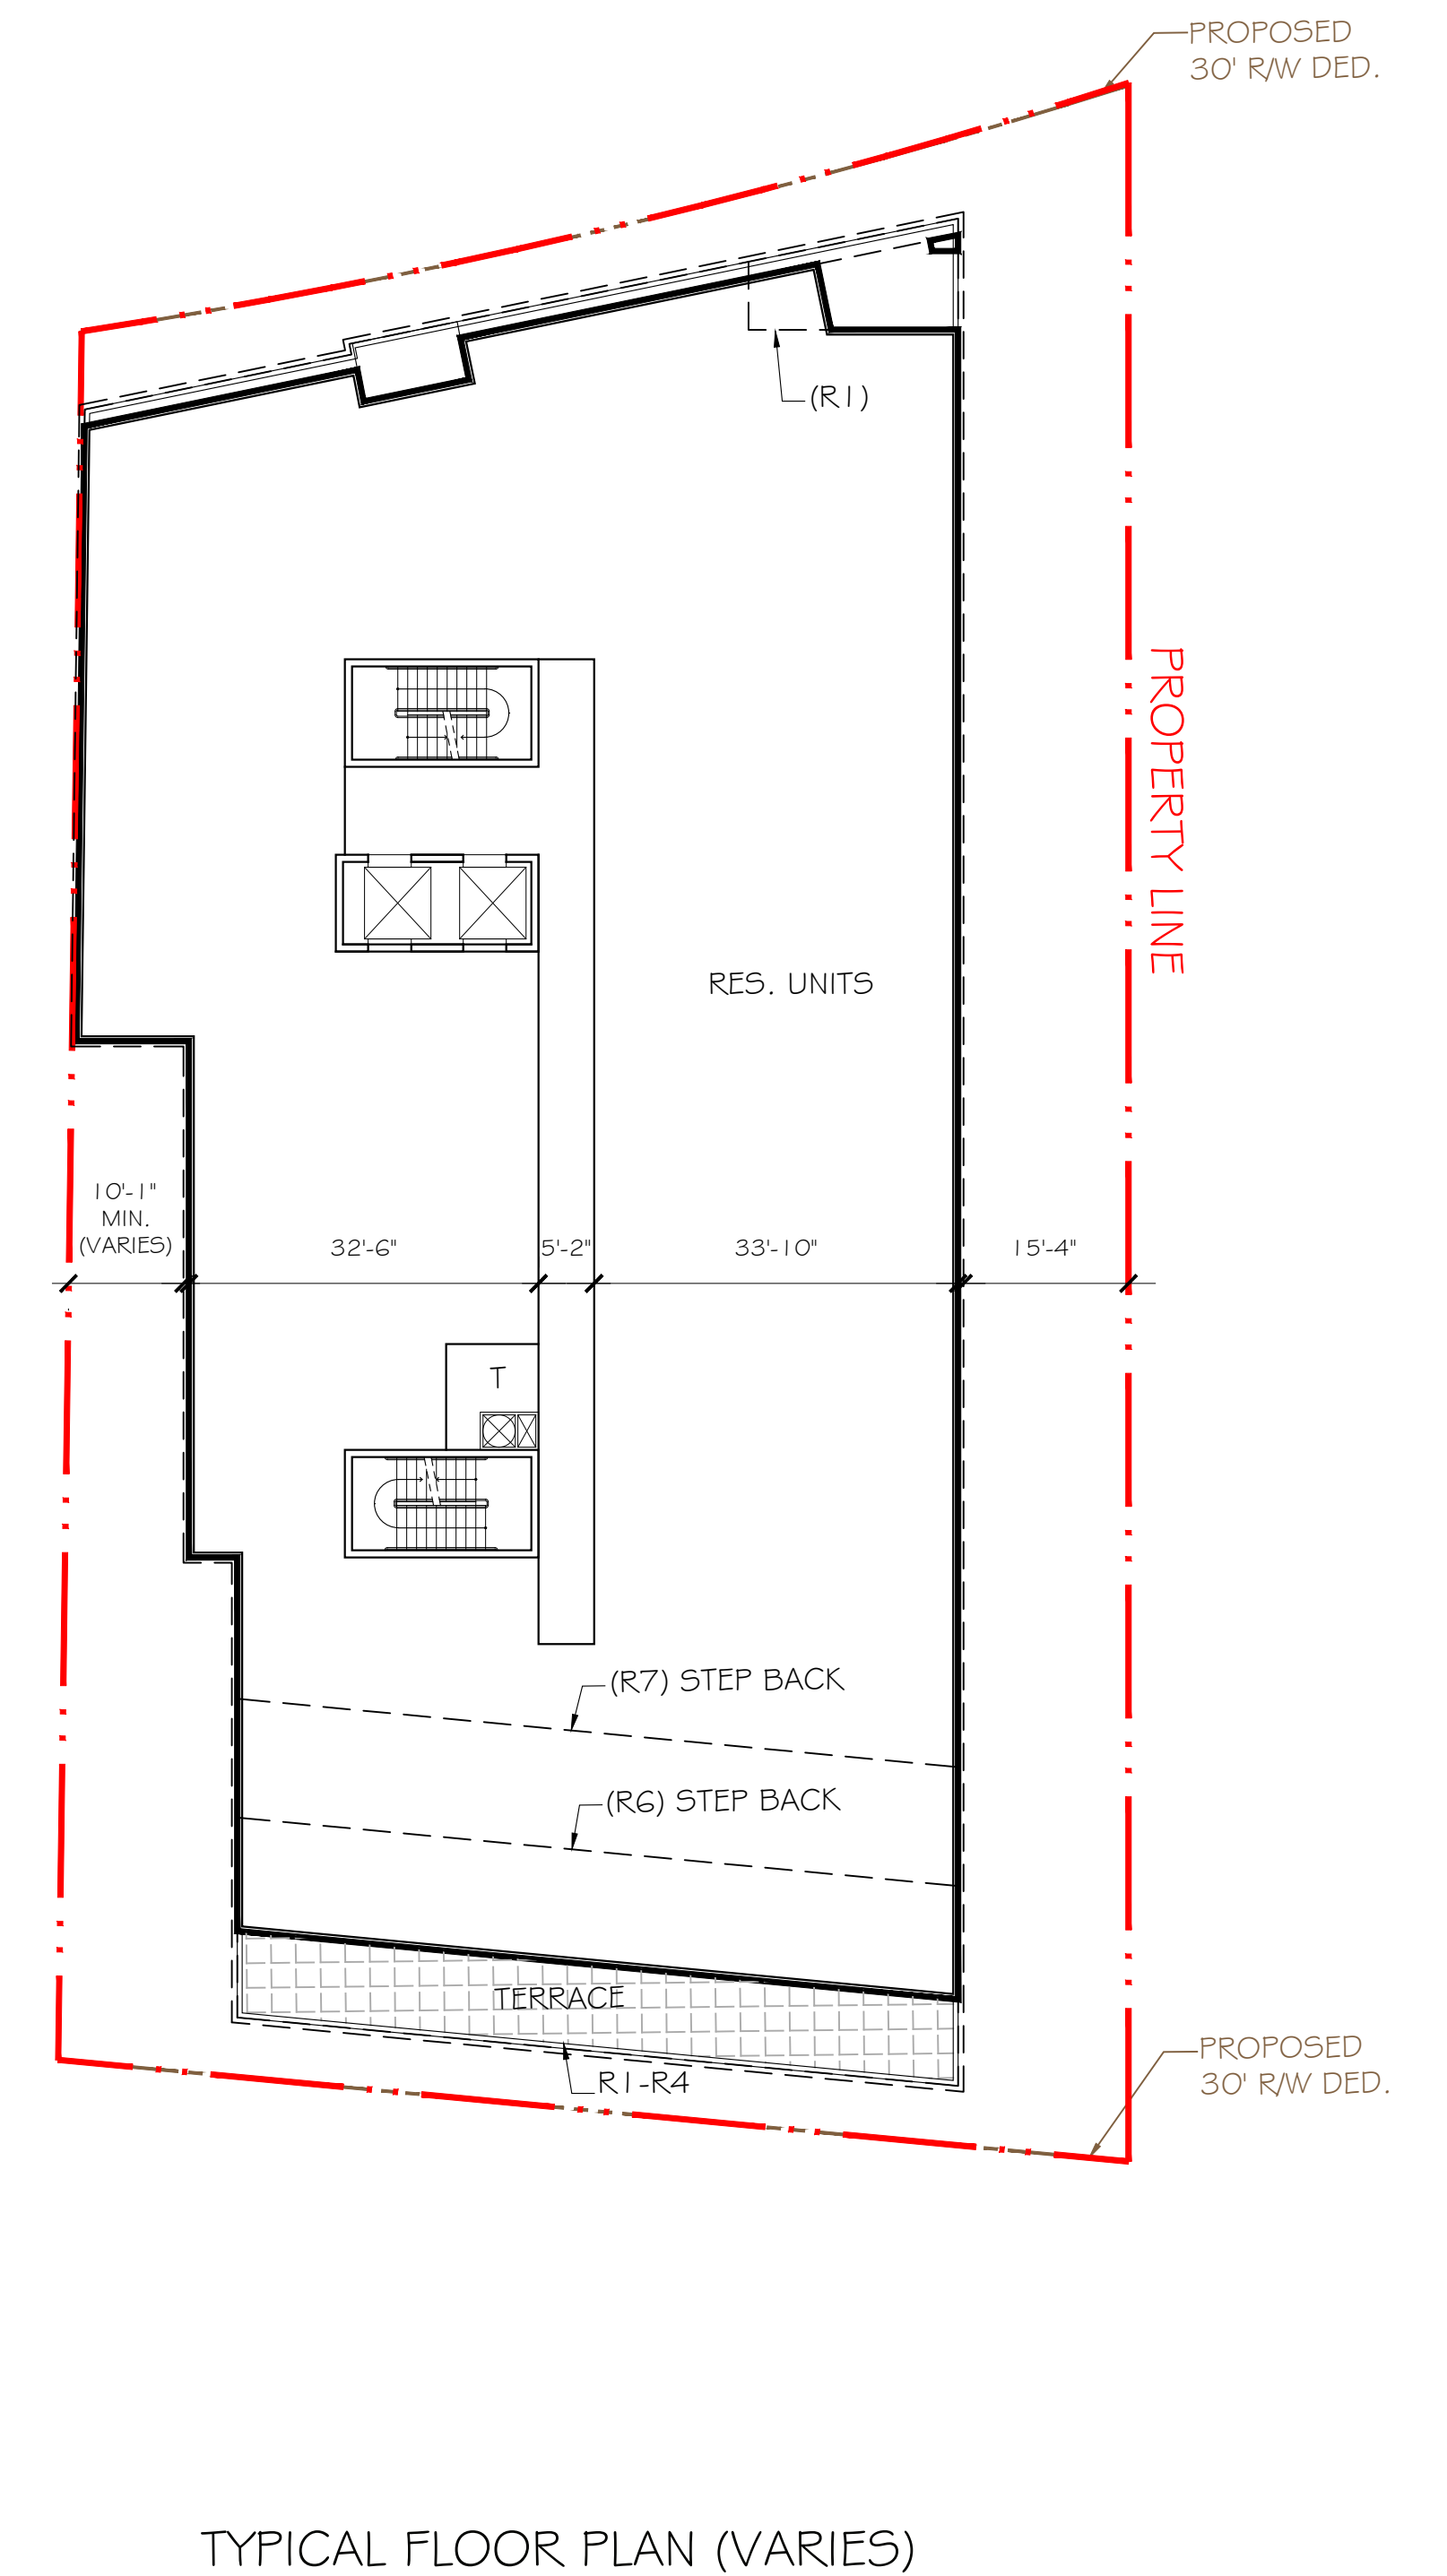 PROPOSED
30' R/W DED.
(R1)
PROPERTY LINE
RES. UNITS
10'-1"
MIN.
(VARIES)
32'-6"
5'-2"
33'-10"
15'-4"
T
(R7) STEP BACK
(R6) STEP BACK
TERRACE
R1-R4
PROPOSED
30' R/W DED.
TYPICAL FLOOR PLAN (VARIES)